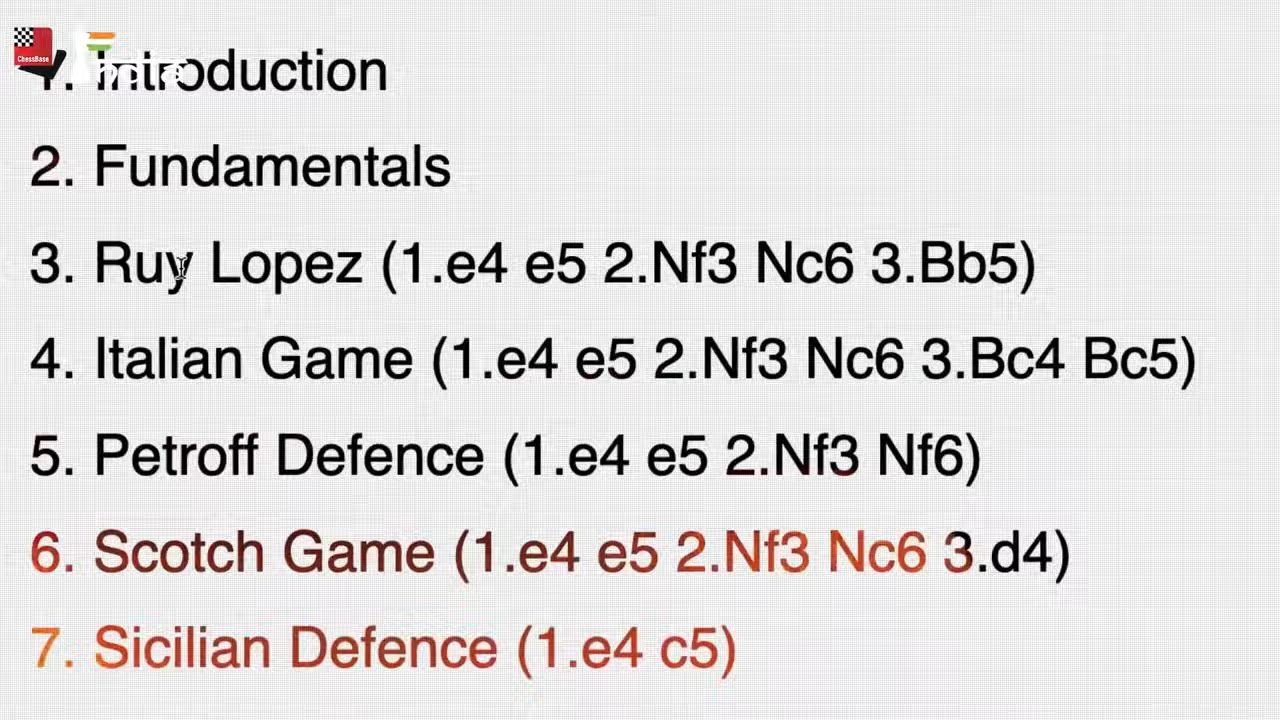 ChessBase
India
1. Introduction
2. Fundamentals
3. Ruy Lopez (1.e4 e5 2.Nf3 Nc6 3.Bb5)
4. Italian Game (1.e4 e5 2.Nf3 Nc6 3.Bc4 Bc5)
5. Petroff Defence (1.e4 e5 2.Nf3 Nf6)
6. Scotch Game (1.e4 e5 2.Nf3 Nc6 3.d4)
7. Sicilian Defence (1.e4 c5)